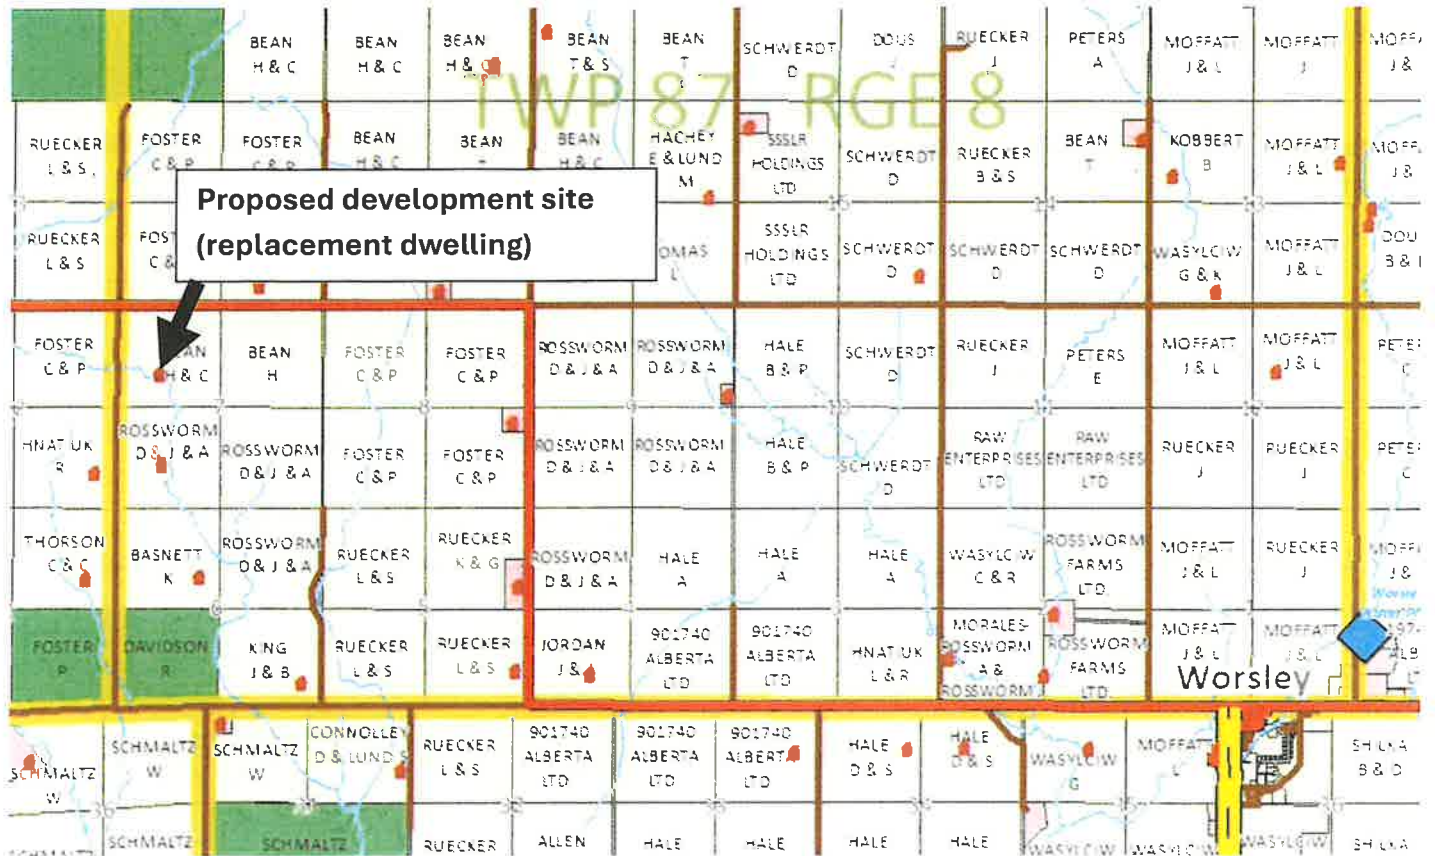 BEAN BEAN BEAN BEAN BEAN SCHWERDT DOUS RUECKER PETERS MOFFATT MOFFATT
H & C H & C H & T & S T D J A J & L J J &
TWP 87 RGE 8
RUECKER FOSTER FOSTER BEAN BEAN BEAN HACHEY SSSLR SCHWERDT RUECKER BEAN KOBBERT MOFFATT
L & S C & P C & P H & C H & C E & LUND HOLDINGS D B & S T B J & L J &
M LTD
Proposed development site
(replacement dwelling)
RUECKER SSSLR SCHWERDT SCHWERDT SCHWERDT WASYLCIW MOFFATT
L & S HOLDINGS D D D G & K J & L B &
LTD
FOSTER BEAN FOSTER FOSTER ROSSWORM ROSSWORM HALE SCHWERDT RUECKER PETERS MOFFATT MOFFATT
C & P H & C H C & P C & P D & J & A D & J & A B & P D J E J & L J & L C
HNATIUK ROSSWORM ROSSWORM FOSTER FOSTER ROSSWORM ROSSWORM HALE SCHWERDT RAW RAW RUECKER RUECKER
R D & J & A D & J & A C & P C & P D & J & A D & J & A B & P D ENTERPRISES ENTERPRISES J J C
LTD LTD
THORSON BASNETT ROSSWORM RUECKER RUECKER ROSSWORM HALE HALE HALE WASYLCIW ROSSWORM MOFFATT RUECKER
C & C K D & J & A L & S K & G D & J & A A A A C & R FARMS J & L J J &
LTD.
FOSTER DAVIDSON KING RUECKER RUECKER JORDAN 901740 901740 HNATIUK MORALES- ROSSWORM MOFFATT MOFFATT
P R J & B L & S L & S J & ALBERTA ALBERTA L & R ROSSWORM FARMS J & L J & L
LTD LTD A & LTD.
ROSSWORM
Worsley
SCHMALTZ SCHMALTZ SCHMALTZ CONNOLLEY RUECKER 901740 901740 901740 HALE HALE WASYLCIW MOFFATT SHILKA
W W W D & LUND S L & S ALBERTA ALBERTA ALBERTA D & S D & S G L B & D
LTD LTD LTD
SCHMALTZ SCHMALTZ RUECKER ALLEN HALE HALE HALE HALE WASYLCIW WASYLCIW WASYLCIW SHILKA